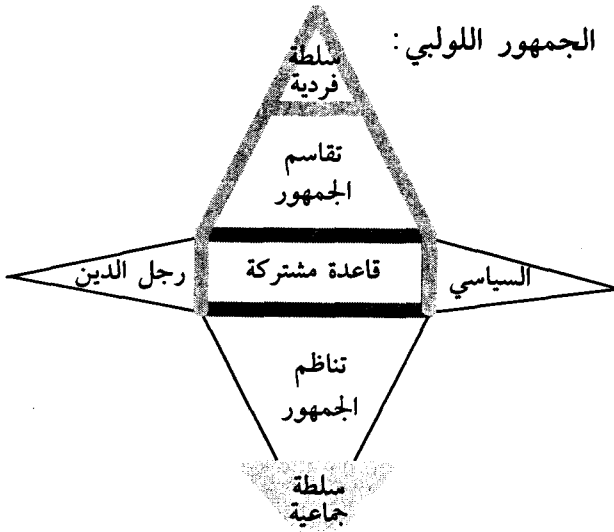 الجمهور اللولبي:
سلطة
فردية
تقاسم
الجمهور
رجل الدين
قاعدة مشتركة
السياسي
تناظم
الجمهور
سلطة
جماعية